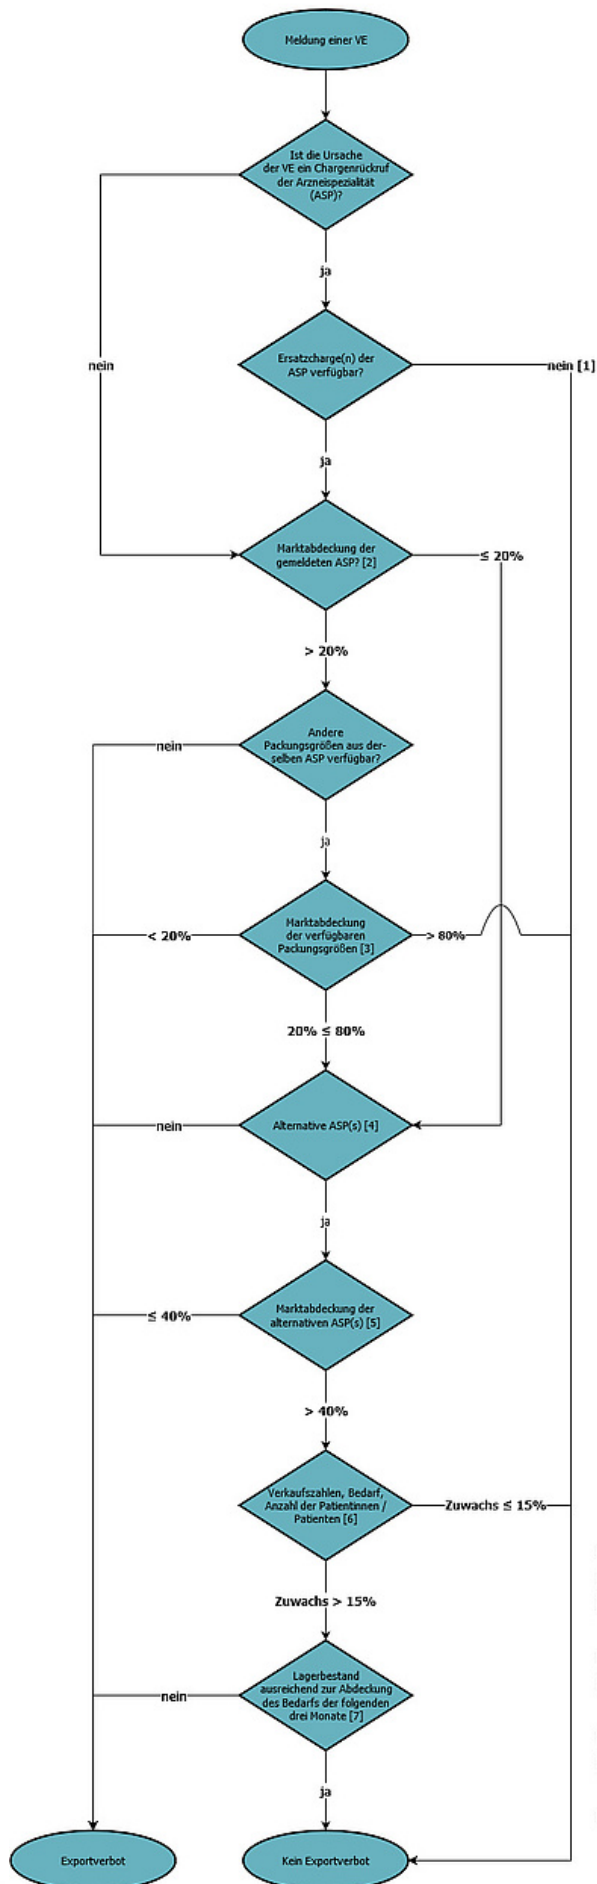 Meldung einer VE
Ist die Ursache
der VE ein Chargenrückruf
der Arzneispezialität
(ASP)?
ja
Ersatzcharge(n) der
ASP verfügbar?
nein
nein [1]
ja
Marktabdeckung der
gemeldeten ASP? [2]
≤ 20%
> 20%
Andere
Packungsgrößen aus der-
selben ASP verfügbar?
nein
ja
Marktabdeckung
der verfügbaren
Packungsgrößen [3]
< 20%
> 80%
20% ≤ 80%
Alternative ASP(s) [4]
nein
ja
Marktabdeckung der
alternativen ASP(s) [5]
≤ 40%
> 40%
Verkaufszahlen, Bedarf,
Anzahl der Patientinnen /
Patienten [6]
Zuwachs ≤ 15%
Zuwachs > 15%
Lagerbestand
ausreichend zur Abdeckung
des Bedarfs der folgenden
drei Monate [7]
nein
ja
Exportverbot
Kein Exportverbot